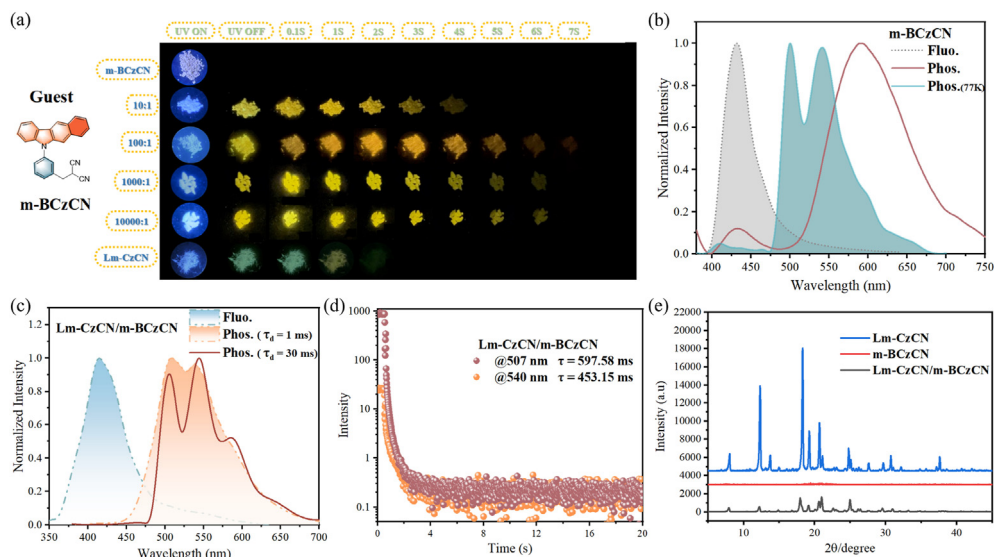 (a)
UV ON UV OFF 0.1S 1S 2S 3S 4S 5S 6S 7S
m-BCzCN
10:1
100:1
1000:1
10000:1
Lm-CzCN
Guest
N
CN
CN
m-BCzCN
(b)
m-BCzCN
Fluo.
Phos.
Phos.(77K)
Normalized Intensity
1.0
0.8
0.6
0.4
0.2
0.0
400 450 500 550 600 650 700 750
Wavelength (nm)
(c)
Lm-CzCN/m-BCzCN
Fluo.
Phos. ( τd = 1 ms)
Phos. ( τd = 30 ms)
Normalized Intensity
1.2
1.0
0.8
0.6
0.4
0.2
0.0
350 400 450 500 550 600 650 700
Wavelength (nm)
(d)
Lm-CzCN/m-BCzCN
@507 nm τ = 597.58 ms
@540 nm τ = 453.15 ms
Intensity
1000
100
10
1
0.1
0 4 8 12 16 20
Time (s)
(e)
Lm-CzCN
m-BCzCN
Lm-CzCN/m-BCzCN
Intensity (a.u)
22000
20000
18000
16000
14000
12000
10000
8000
6000
4000
2000
0
10 20 30 40
2θ/degree